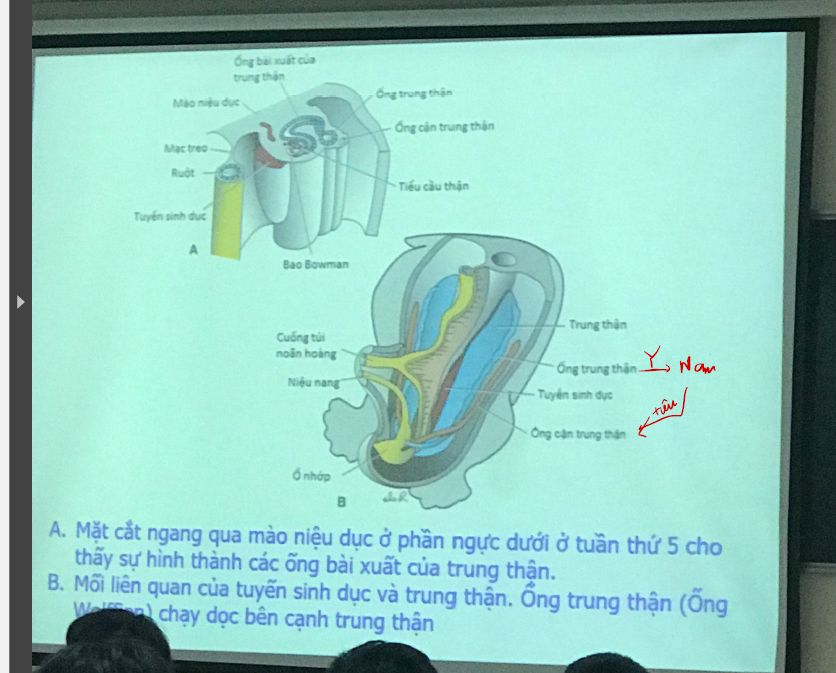 Ống bài xuất của
trung thận
Mào niệu dục
Ống trung thận
Ống cận trung thận
Mạc treo
Ruột
Tiểu cầu thận
Tuyến sinh dục
A
Bao Bowman
Trung thận
Cuống túi
noãn hoàng
Ống trung thận
Y
Nam
Niệu nang
Tuyến sinh dục
tiêu
Ống cận trung thận
Ổ nhớp
B
A. Mặt cắt ngang qua mào niệu dục ở phần ngực dưới ở tuần thứ 5 cho
thấy sự hình thành các ống bài xuất của trung thận.
B. Mối liên quan của tuyến sinh dục và trung thận. Ống trung thận (Ống
Wolffian) chạy dọc bên cạnh trung thận